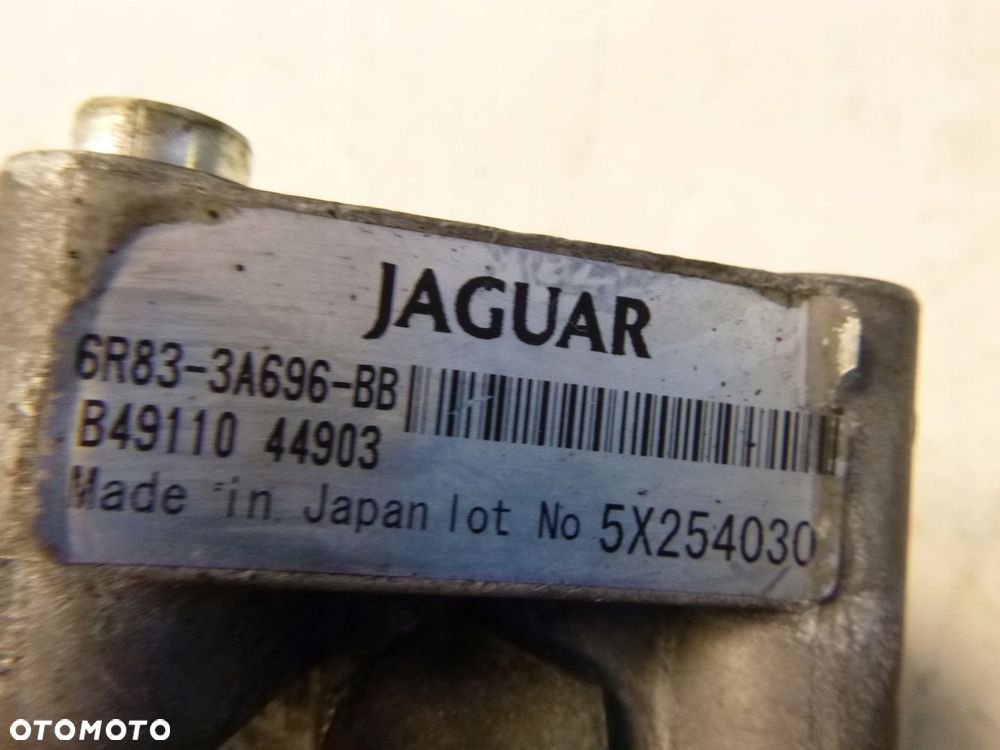 JAGUAR
6R83-3A696-BB
B49110 44903
Made in Japan lot No 5X254030
OTOMOTO